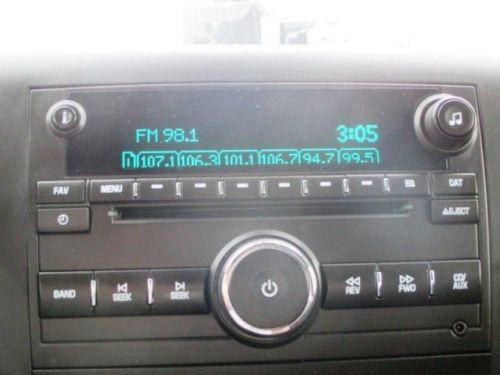 FM 98.1 3:05
1 107.1 106.3 101.1 106.7 94.7 99.5
FAV MENU EQ CAT
EJECT
BAND SEEK SEEK REV FWD CD/AUX